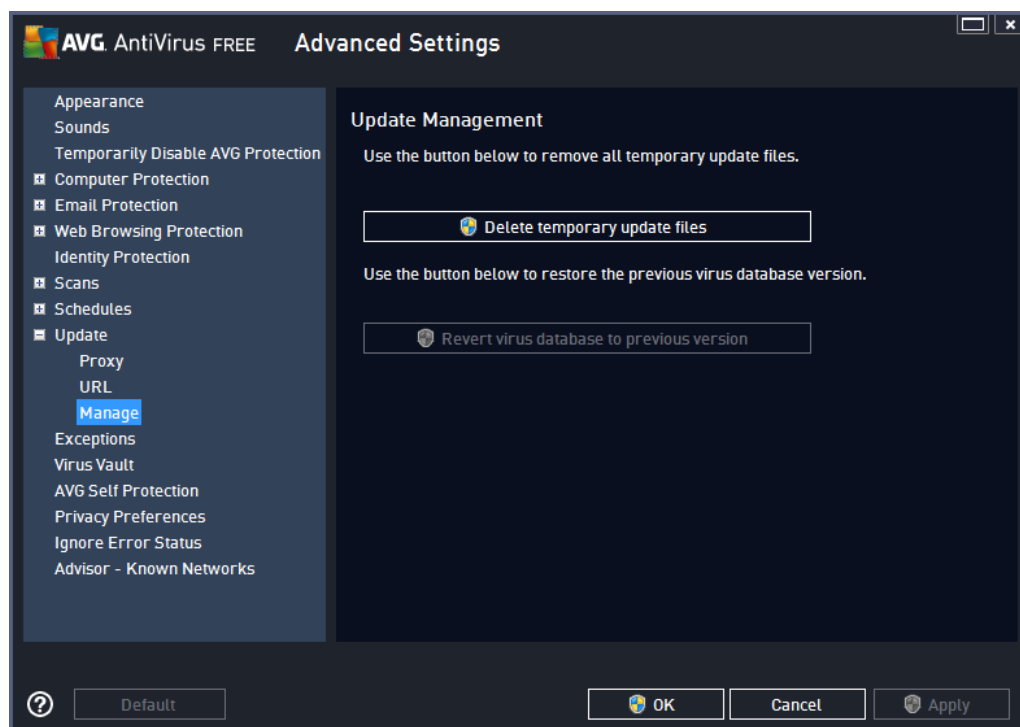 AVG. AntiVirus FREE Advanced Settings
Appearance
Sounds
Temporarily Disable AVG Protection
Computer Protection
Email Protection
Web Browsing Protection
Identity Protection
Scans
Schedules
Update
Proxy
URL
Manage
Exceptions
Virus Vault
AVG Self Protection
Privacy Preferences
Ignore Error Status
Advisor - Known Networks
Update Management
Use the button below to remove all temporary update files.
Delete temporary update files
Use the button below to restore the previous virus database version.
Revert virus database to previous version
? Default OK Cancel Apply